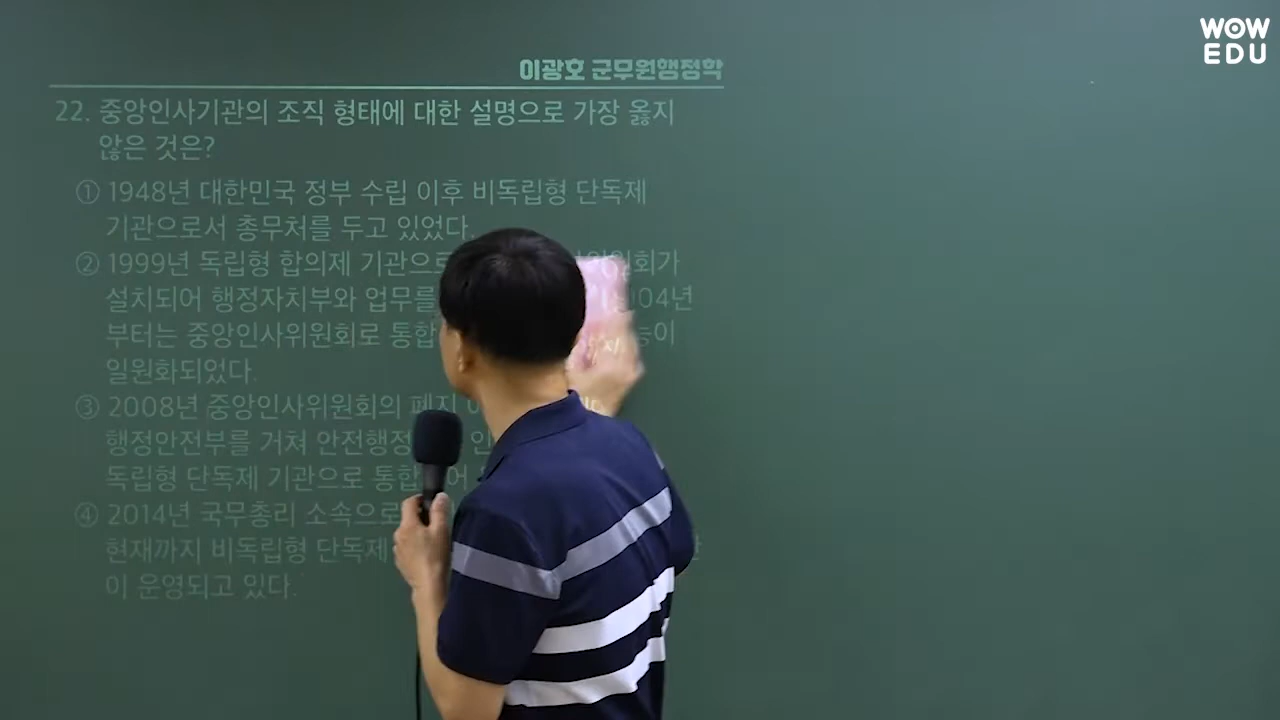 WOW
EDU
이광호 군무원행정학
22. 중앙인사기관의 조직 형태에 대한 설명으로 가장 옳지
않은 것은?
① 1948년 대한민국 정부 수립 이후 비독립형 단독제
기관으로서 총무처를 두고 있었다.
② 1999년 독립형 합의제 기관으로
설치되어 행정자치부와 업무를
부터는 중앙인사위원회로 통합
일원화되었다.
③ 2008년 중앙인사위원회의 폐지
행정안전부를 거쳐 안전행정
독립형 단독제 기관으로 통합
④ 2014년 국무총리 소속으로
현재까지 비독립형 단독제
이 운영되고 있다.